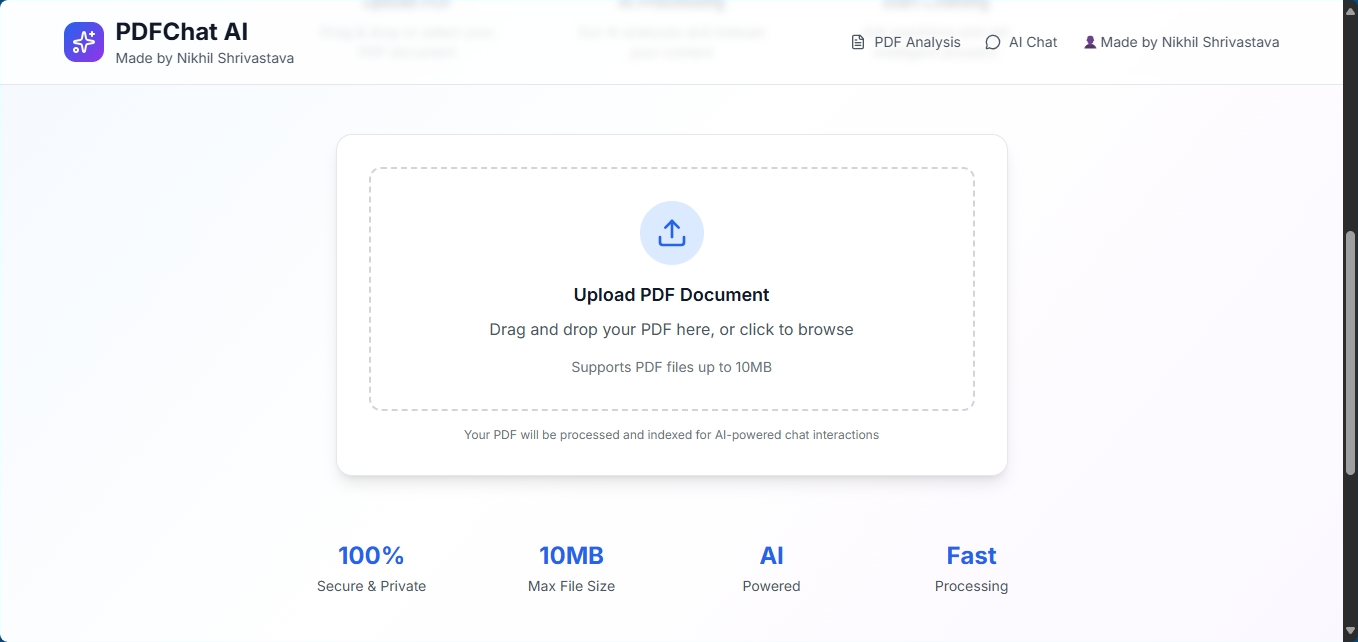 PDFChat AI
Made by Nikhil Shrivastava
PDF Analysis
AI Chat
Made by Nikhil Shrivastava
Upload PDF Document
Drag and drop your PDF here, or click to browse
Supports PDF files up to 10MB
Your PDF will be processed and indexed for AI-powered chat interactions
100%
Secure & Private
10MB
Max File Size
AI
Powered
Fast
Processing